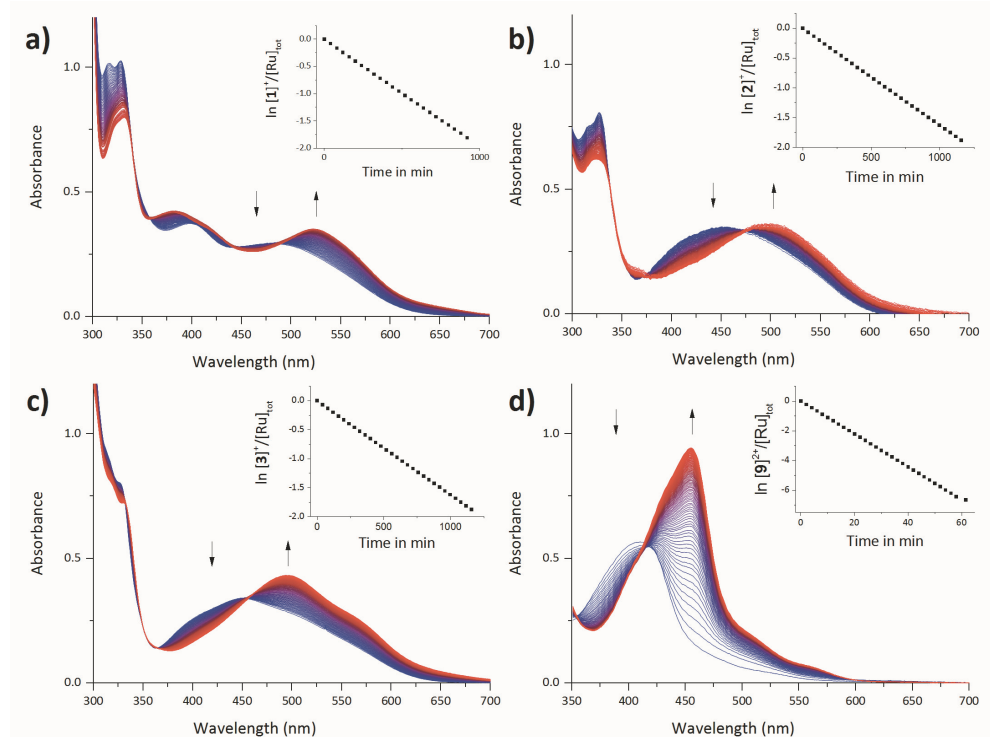 a)
Absorbance
1.0
0.5
0.0
300 350 400 450 500 550 600 650 700
Wavelength (nm)
ln [1]⁺/[Ru]tot
0.0
-0.5
-1.0
-1.5
-2.0
0 1000
Time in min
b)
Absorbance
1.0
0.5
0.0
300 350 400 450 500 550 600 650 700
Wavelength (nm)
ln [2]⁺/[Ru]tot
0.0
-0.5
-1.0
-1.5
-2.0
0 500 1000
Time in min
c)
Absorbance
1.0
0.5
0.0
300 350 400 450 500 550 600 650 700
Wavelength (nm)
ln [3]⁺/[Ru]tot
0.0
-0.5
-1.0
-1.5
-2.0
0 500 1000
Time in min
d)
Absorbance
1.0
0.5
0.0
350 400 450 500 550 600 650 700
Wavelength (nm)
ln [9]²⁺/[Ru]tot
0
-2
-4
-6
0 20 40 60
Time in min